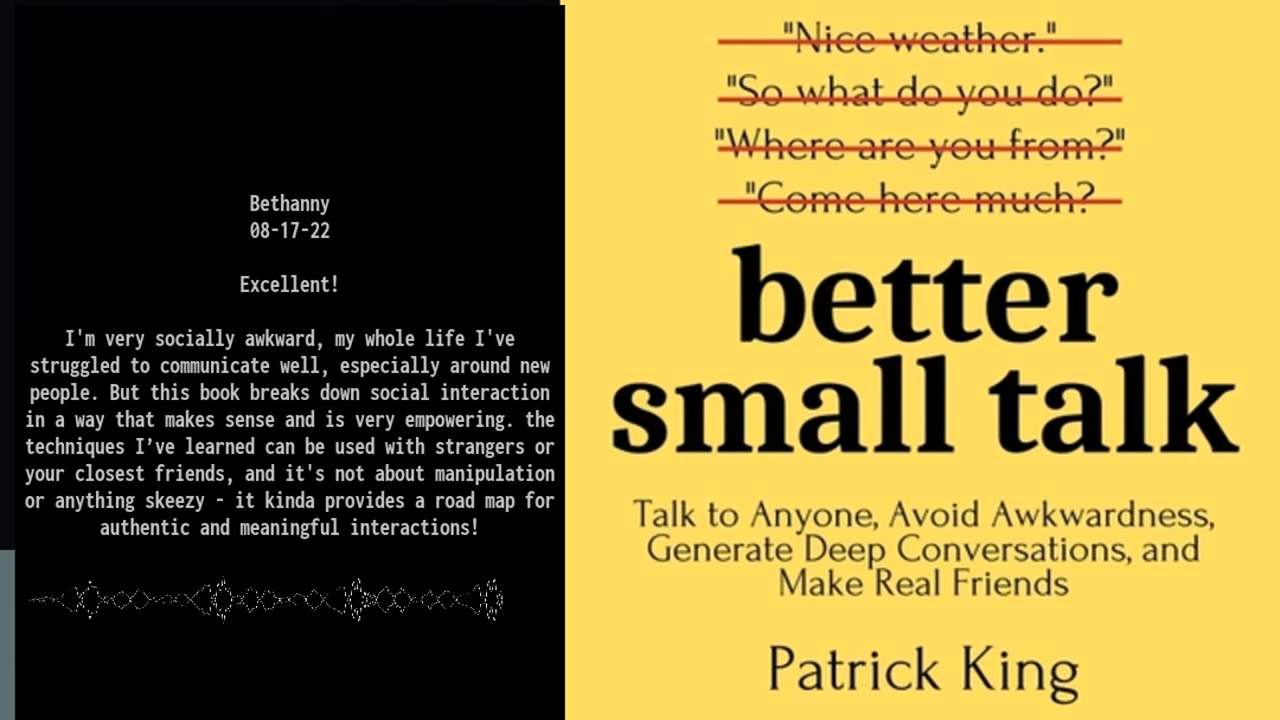 Bethanny
08-17-22
Excellent!
I'm very socially awkward, my whole life I've
struggled to communicate well, especially around new
people. But this book breaks down social interaction
in a way that makes sense and is very empowering. the
techniques I’ve learned can be used with strangers or
your closest friends, and it's not about manipulation
or anything skeezy - it kinda provides a road map for
authentic and meaningful interactions!
"Nice weather."
"So what do you do?"
"Where are you from?"
"Come here much?
better
small talk
Talk to Anyone, Avoid Awkwardness,
Generate Deep Conversations, and
Make Real Friends
Patrick King